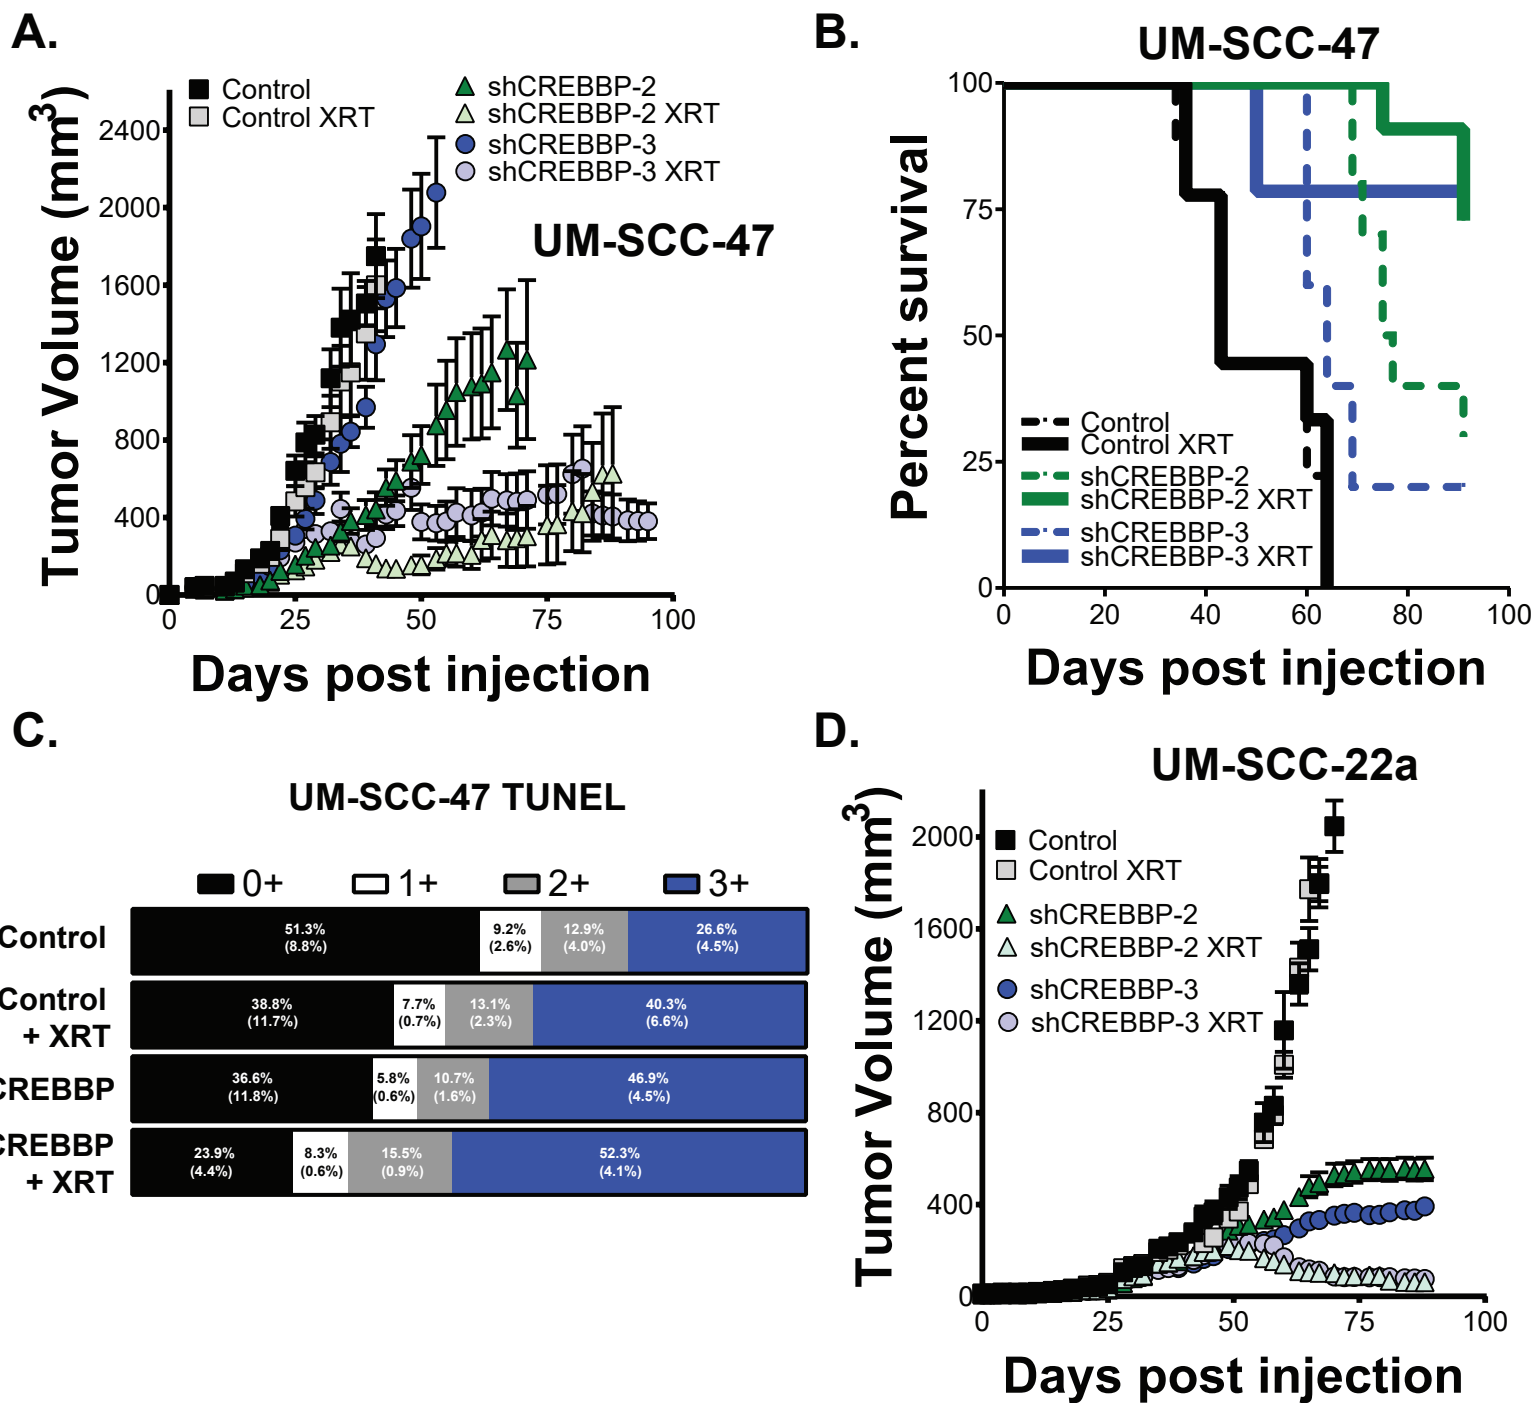 A.
Control
Control XRT
shCREBBP-2
shCREBBP-2 XRT
shCREBBP-3
shCREBBP-3 XRT
UM-SCC-47
Tumor Volume (mm³)
2400
2000
1600
1200
800
400
0
0 25 50 75 100
Days post injection
B.
UM-SCC-47
Percent survival
100
75
50
25
0
Control
Control XRT
shCREBBP-2
shCREBBP-2 XRT
shCREBBP-3
shCREBBP-3 XRT
0 20 40 60 80 100
Days post injection
C.
UM-SCC-47 TUNEL
0+ 1+ 2+ 3+
Control
51.3% 9.2% 12.9% 26.6%
(8.8%) (2.6%) (4.0%) (4.5%)
Control
+ XRT
38.8% 7.7% 13.1% 40.3%
(11.7%) (0.7%) (2.3%) (6.6%)
CREBBP
36.6% 5.8% 10.7% 46.9%
(11.8%) (0.6%) (1.6%) (4.5%)
CREBBP
+ XRT
23.9% 8.3% 15.5% 52.3%
(4.4%) (0.6%) (0.9%) (4.1%)
D.
UM-SCC-22a
Tumor Volume (mm³)
2000
1600
1200
800
400
0
Control
Control XRT
shCREBBP-2
shCREBBP-2 XRT
shCREBBP-3
shCREBBP-3 XRT
0 25 50 75 100
Days post injection